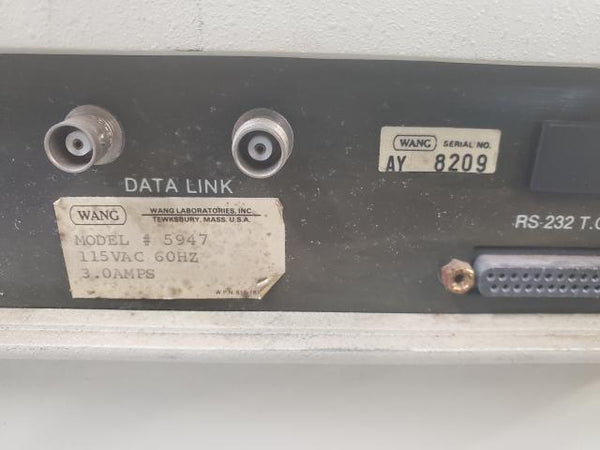 WANG SERIAL NO.
AY 8209
DATA LINK
WANG WANG LABORATORIES, INC.
TEWKSBURY, MASS. U.S.A.
MODEL # 5947
115VAC 60HZ
3.0AMPS
RS-232 T.C